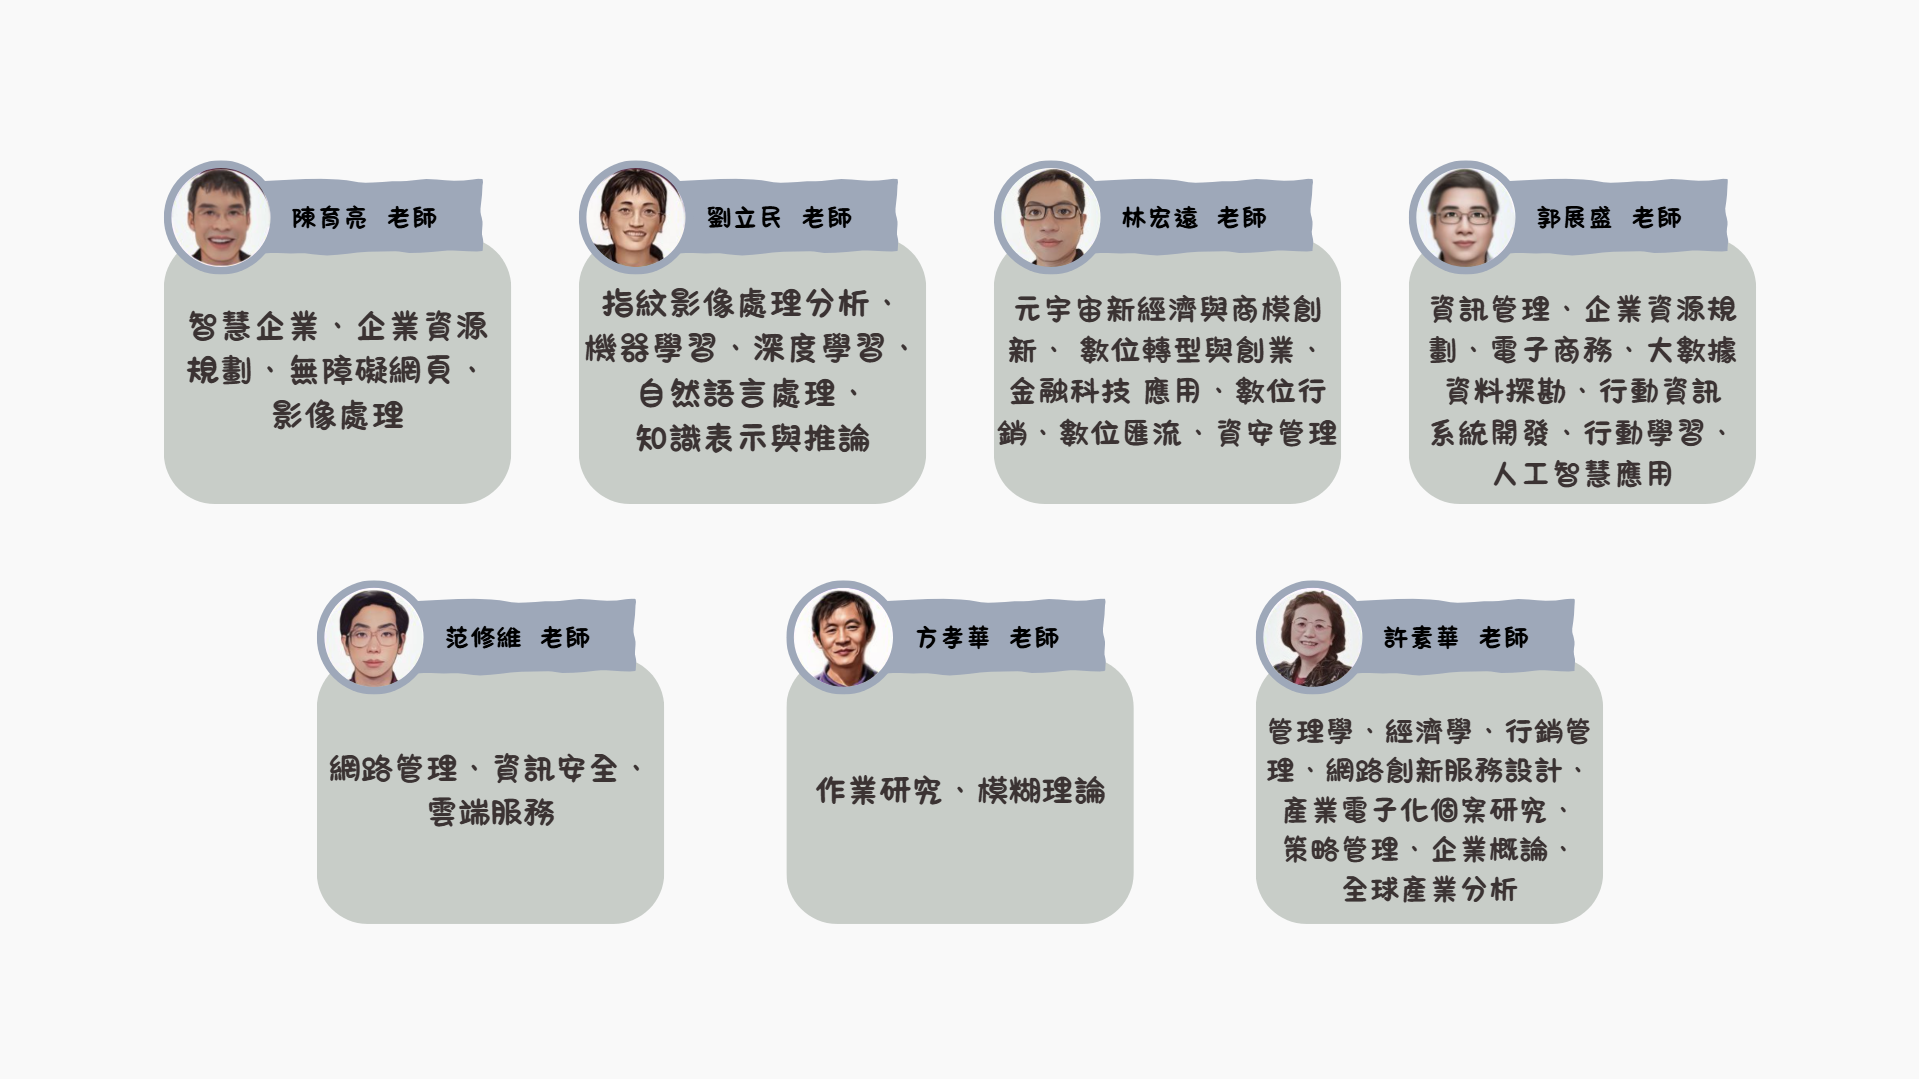 陳育亮 老師
智慧企業、企業資源
規劃、無障礙網頁、
影像處理
劉立民 老師
指紋影像處理分析、
機器學習、深度學習、
自然語言處理、
知識表示與推論
林宏遠 老師
元宇宙新經濟與商模創
新、 數位轉型與創業、
金融科技 應用、數位行
銷、數位匯流、資安管理
郭展盛 老師
資訊管理、企業資源規
劃、電子商務、大數據
資料探勘、行動資訊
系統開發、行動學習、
人工智慧應用
范修維 老師
網路管理、資訊安全、
雲端服務
方孝華 老師
作業研究、模糊理論
許素華 老師
管理學、經濟學、行銷管
理、網路創新服務設計、
產業電子化個案研究、
策略管理、企業概論、
全球產業分析